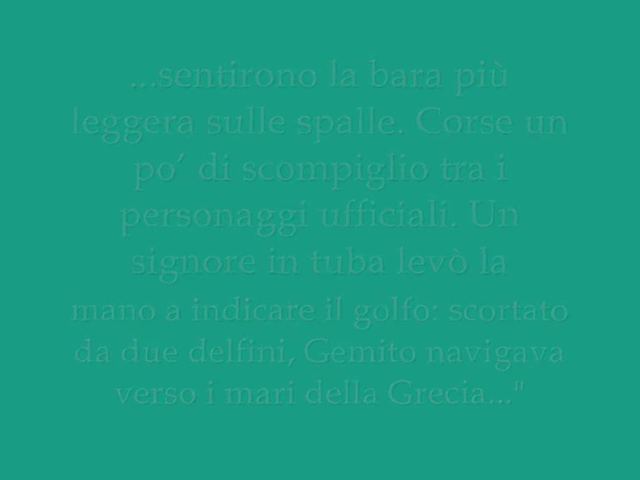 ...sentirono la bara più
leggera sulle spalle. Corse un
po’ di scompiglio tra i
personaggi ufficiali. Un
signore in tuba levò la
mano a indicare il golfo: scortato
da due delfini, Gemito navigava
verso i mari della Grecia..."